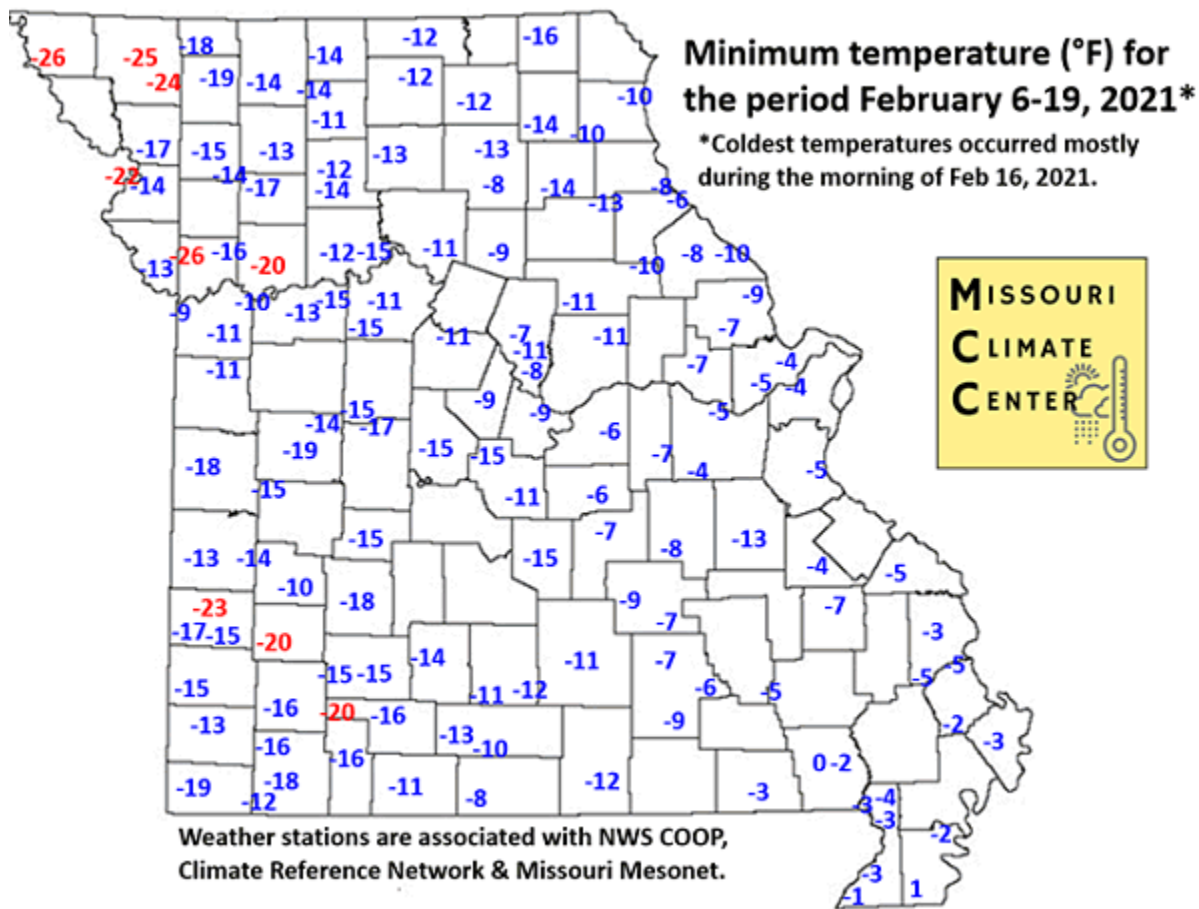 Minimum temperature (°F) for
the period February 6-19, 2021*
*Coldest temperatures occurred mostly
during the morning of Feb 16, 2021.
-26 -25 -18 -14 -12 -16
-24 -19 -14 -14 -12 -12 -10
-11 -14 -10
-17 -15 -13 -12 -13 -13
-22 -14 -14 -17 -14 -8 -14 -13 -8 -6
-13 -26 -16 -20 -12 -15 -11 -9 -10 -8 -10
-9 -10 -13 -15 -11 -11 -9
-11 -15 -11 -7 -11 -7
-11 -11 -8 -7 -5 -4 -4
-15 -9 -9 -5
-14 -17 -6
-18 -19 -15 -15 -7 -4 -5
-15 -11 -6
-15 -7
-13 -14 -15 -8 -13 -4 -5
-10 -18 -9 -7
-23 -7
-17 -15 -20 -3
-15 -15 -14 -11 -7 -5 -5
-15 -11 -12 -6 -5
-13 -16 -20 -16 -9 -2
-16 -16 -13 -10 -3
0 -2
-19 -18 -11 -12 -3
-12 -8 -3 -4
-3 -2
-3
-1 1
MISSOURI
CLIMATE
CENTER
Weather stations are associated with NWS COOP,
Climate Reference Network & Missouri Mesonet.